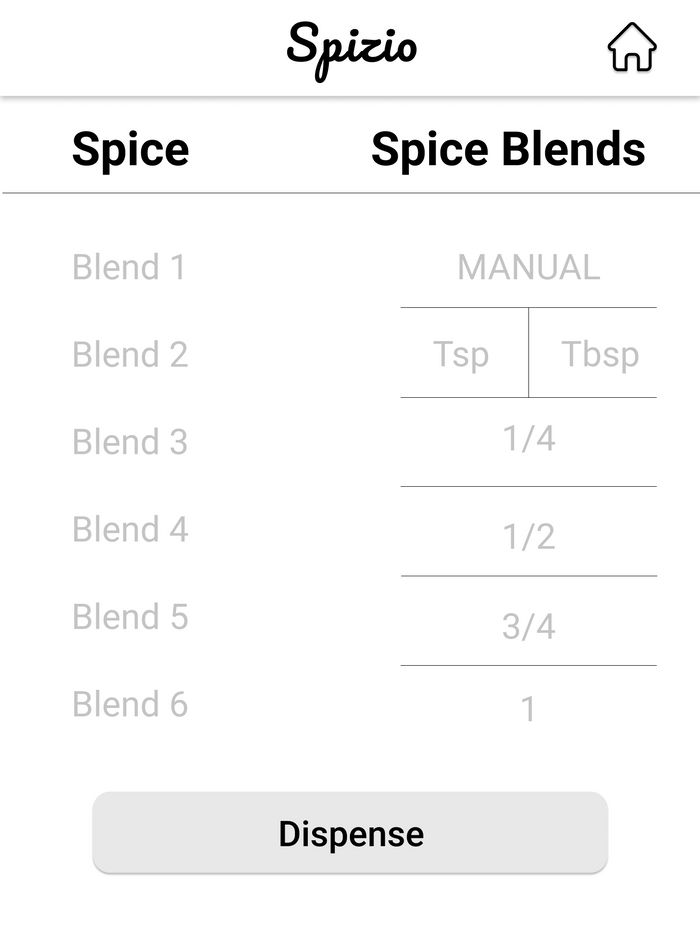 Spizio
Spice Spice Blends
Blend 1 MANUAL
Blend 2 Tsp Tbsp
Blend 3 1/4
Blend 4 1/2
Blend 5 3/4
Blend 6 1
Dispense